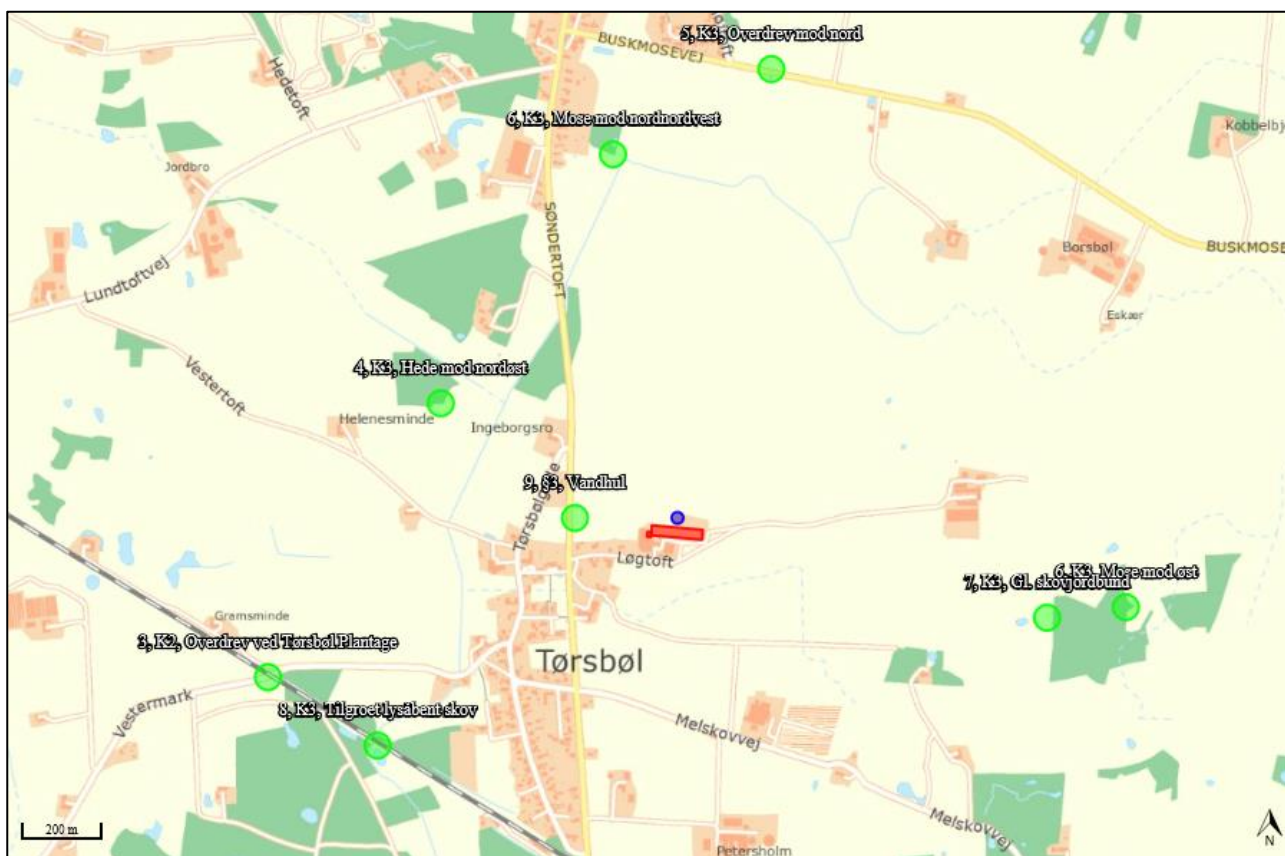 5, K3, Overdrev mod nord
BUSKMOSEVEJ
Hedetoft
6, K3, Mose mod nordnordvest
Kobbelbj
Jordbro
SØNDERTOFT
Lundtoftvej
Borsbøl
BUSKMOSEVE
Eskær
Vestertoft
4, K3, Hede mod nordøst
Helenesminde
Ingeborgsro
9, §3, Vandhul
Løgtoft
6, K3, Mose mod øst
7, K3, Gl. skovjordbund
Gramsminde
3, K2, Overdrev ved Tørsbøl Plantage
Tørsbøl
Vestermark
8, K3, Tilgroet lysåbent skov
Melskovvej
Melskovvej
200 m
Petersholm
N